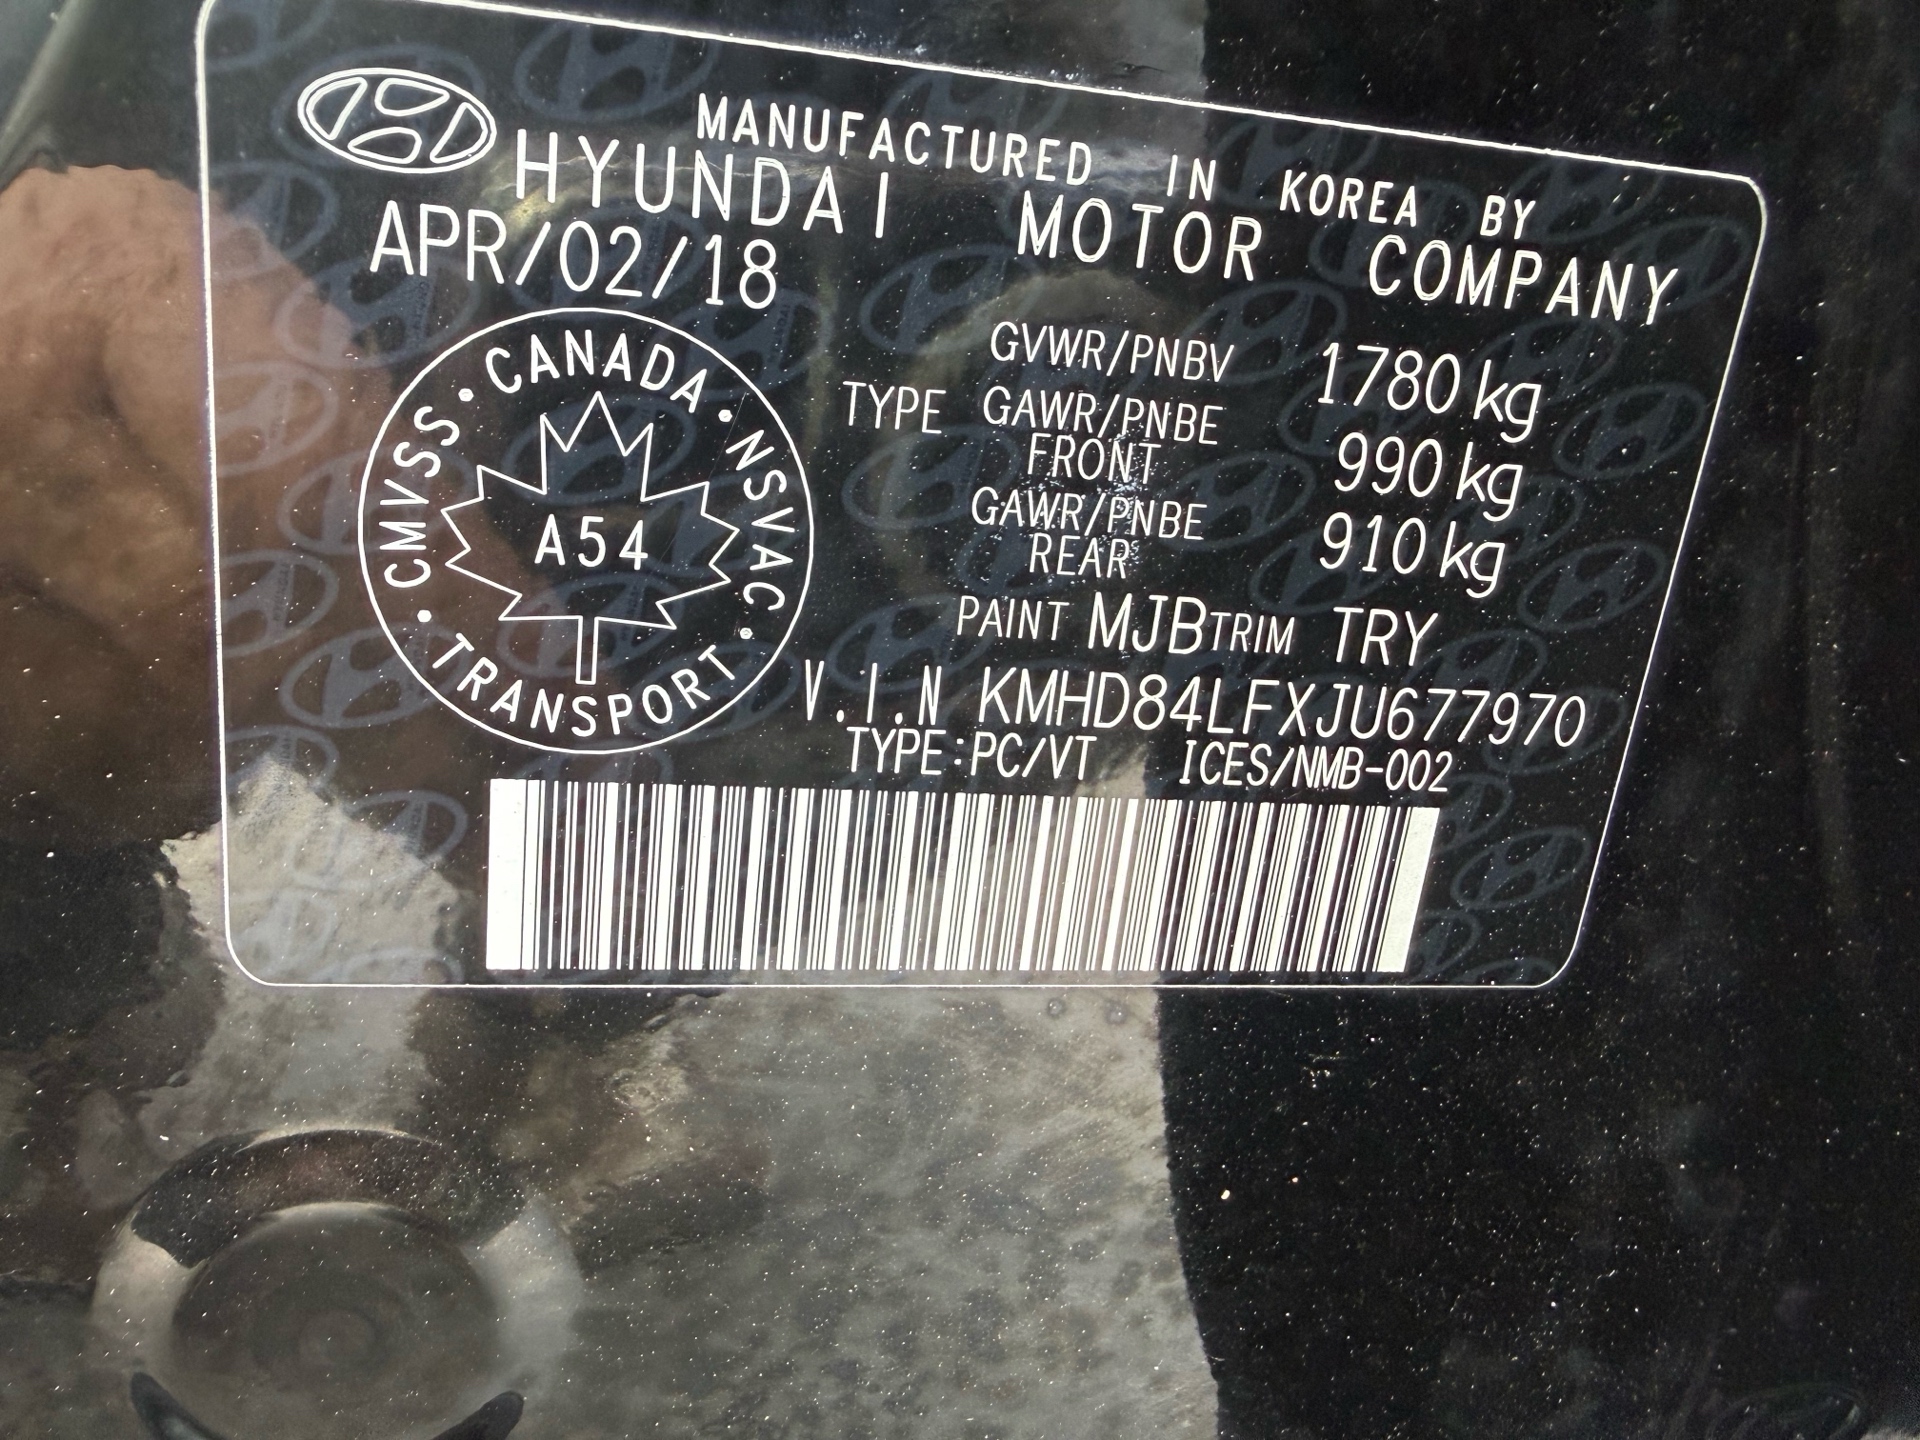 MANUFACTURED IN KOREA BY
HYUNDAI MOTOR COMPANY
APR/02/18
CMVSS · CANADA · NSVAC · TRANSPORT ·
A54
GVWR/PNBV 1780 kg
TYPE GAWR/PNBE FRONT 990 kg
GAWR/PNBE REAR 910 kg
PAINT MJB TRIM TRY
V.I.N KMHD84LFXJU677970
TYPE:PC/VT ICES/NMB-002